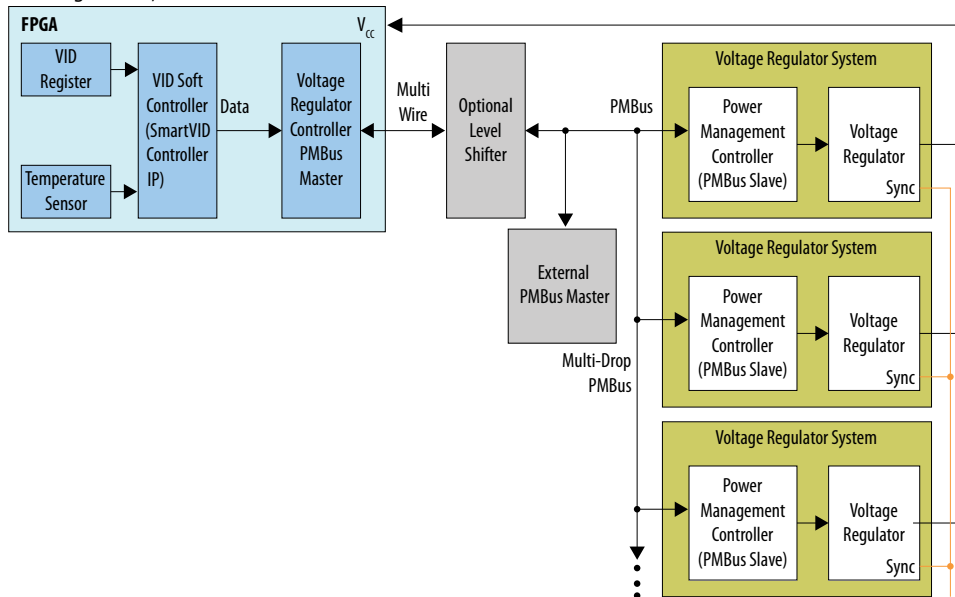 FPGA
Vcc
VID
Register
Temperature
Sensor
VID Soft
Controller
(SmartVID
Controller
IP)
Data
Voltage
Regulator
Controller
PMBus
Master
Multi
Wire
Optional
Level
Shifter
External
PMBus Master
PMBus
Multi-Drop
PMBus
Voltage Regulator System
Power
Management
Controller
(PMBus Slave)
Voltage
Regulator
Sync
Voltage Regulator System
Power
Management
Controller
(PMBus Slave)
Voltage
Regulator
Sync
Voltage Regulator System
Power
Management
Controller
(PMBus Slave)
Voltage
Regulator
Sync